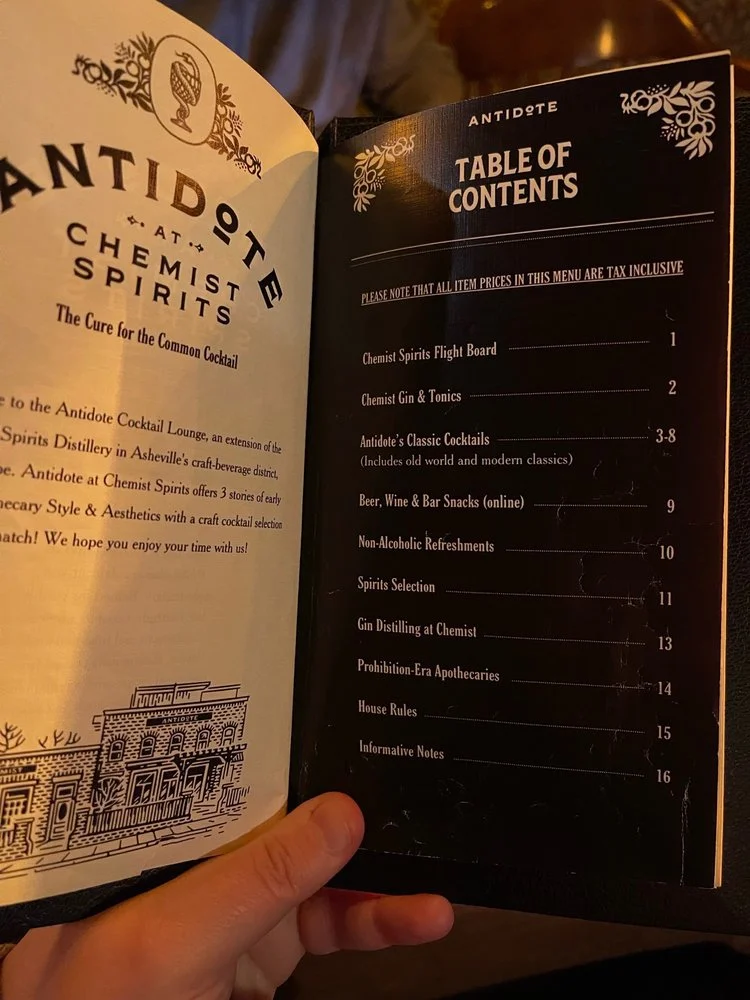 ANTIDOTE
AT
CHEMIST
SPIRITS
The Cure for the Common Cocktail
to the Antidote Cocktail Lounge, an extension of the
Spirits Distillery in Asheville's craft-beverage district,
Antidote at Chemist Spirits offers 3 stories of early
Style & Aesthetics with a craft cocktail selection
We hope you enjoy your time with us!
ANTIDOTE
ANTIDOTE
TABLE OF
CONTENTS
PLEASE NOTE THAT ALL ITEM PRICES IN THIS MENU ARE TAX INCLUSIVE
Chemist Spirits Flight Board 1
Chemist Gin & Tonics 2
Antidote's Classic Cocktails 3-8
(Includes old world and modern classics)
Beer, Wine & Bar Snacks (online) 9
Non-Alcoholic Refreshments 10
Spirits Selection 11
Gin Distilling at Chemist 13
Prohibition-Era Apothecaries 14
House Rules 15
Informative Notes 16